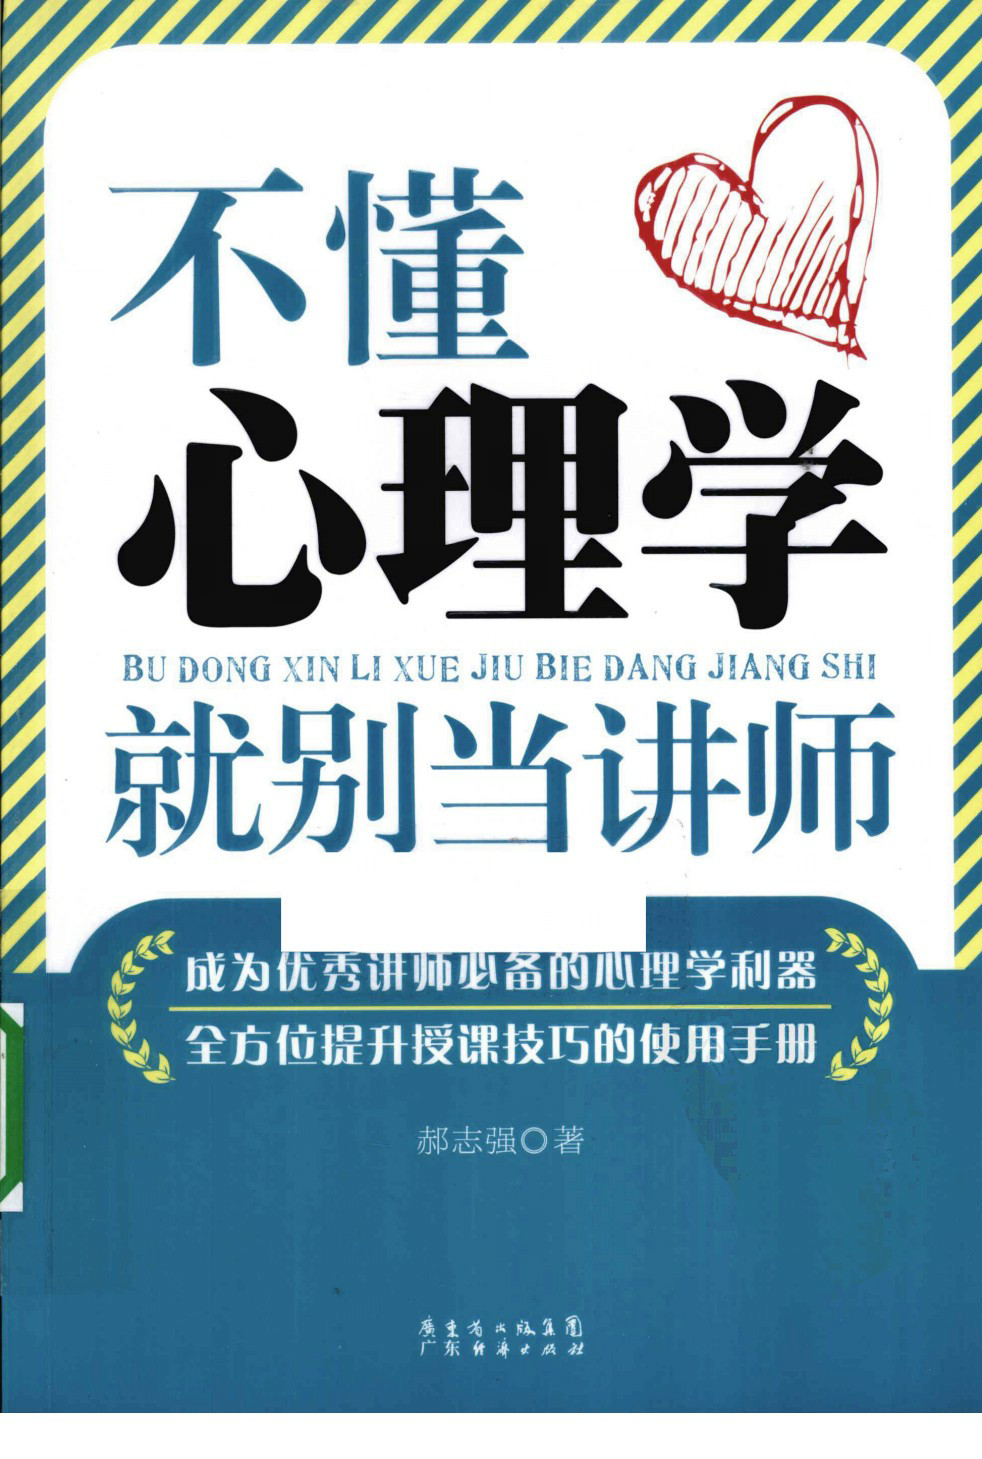 不懂
心理学
BU DONG XIN LI XUE JIU BIE DANG JIANG SHI
就别当讲师
成为优秀讲师必备的心理学利器
全方位提升授课技巧的使用手册
郝志强◎著
廣東省出版集團
广东经济出版社